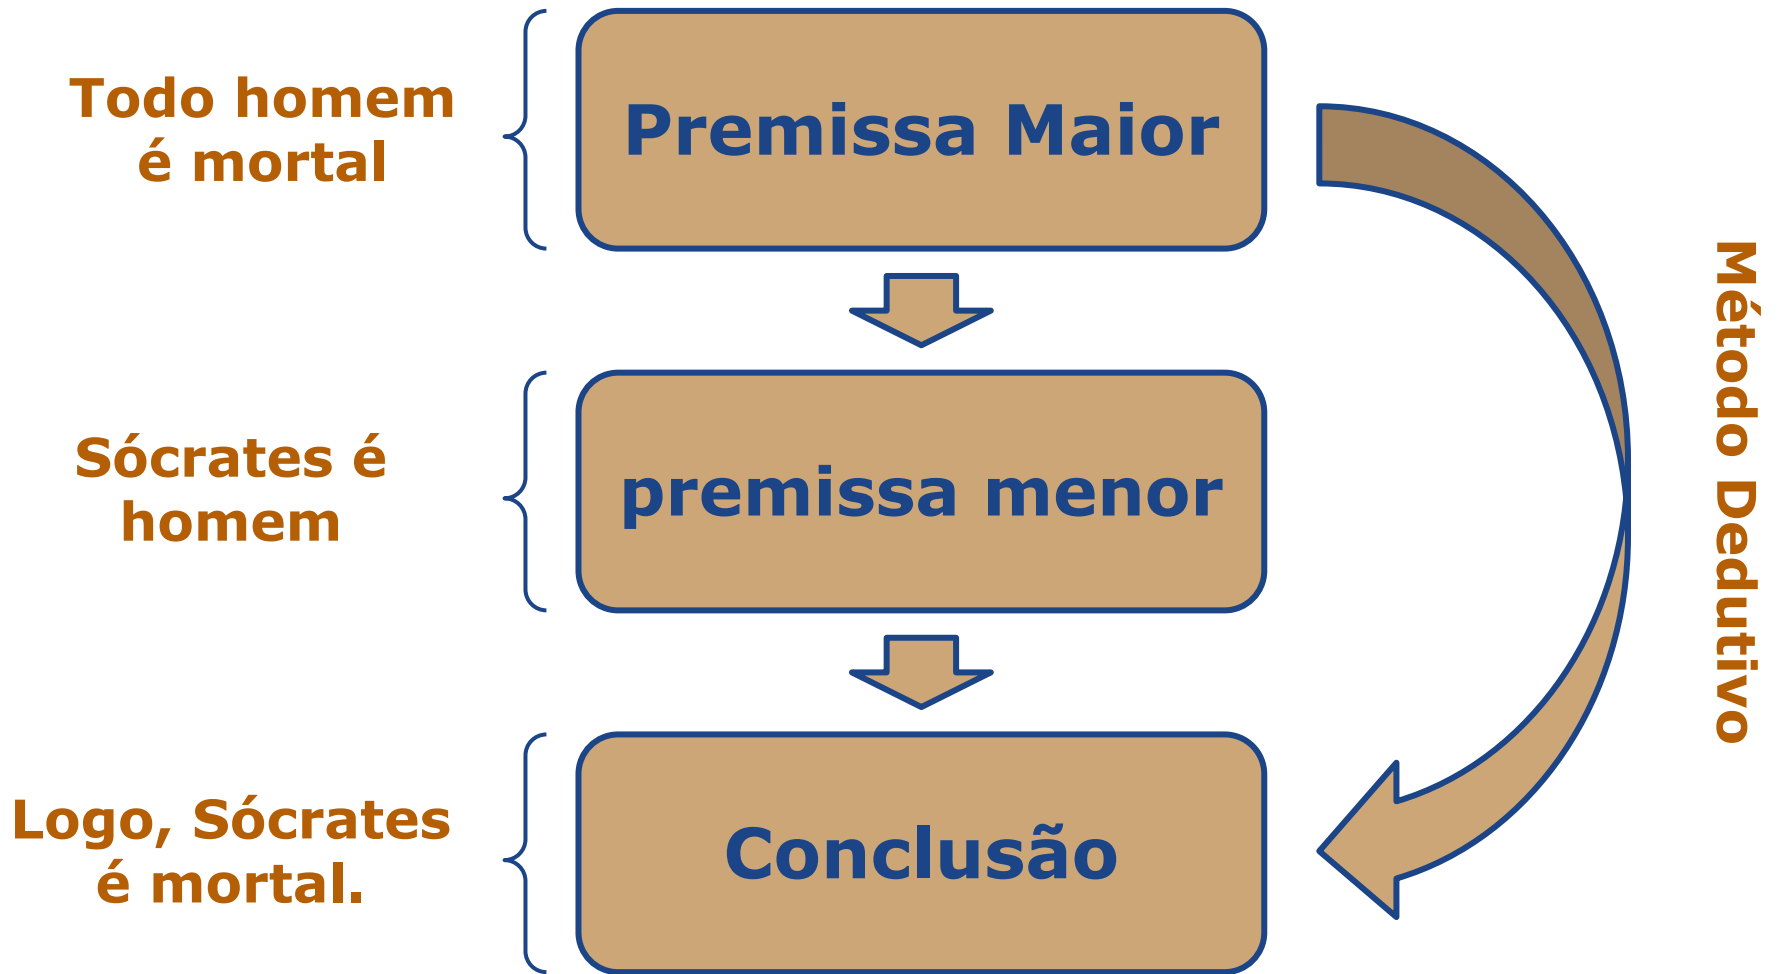 Todo homem
é mortal
Premissa Maior
Sócrates é
homem
premissa menor
Logo, Sócrates
é mortal.
Conclusão
Método Dedutivo